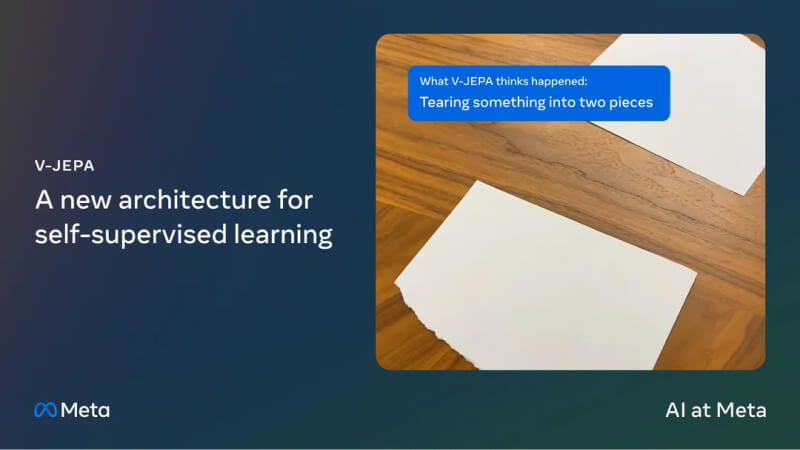 V-JEPA
A new architecture for
self-supervised learning
What V-JEPA thinks happened:
Tearing something into two pieces
Meta
AI at Meta